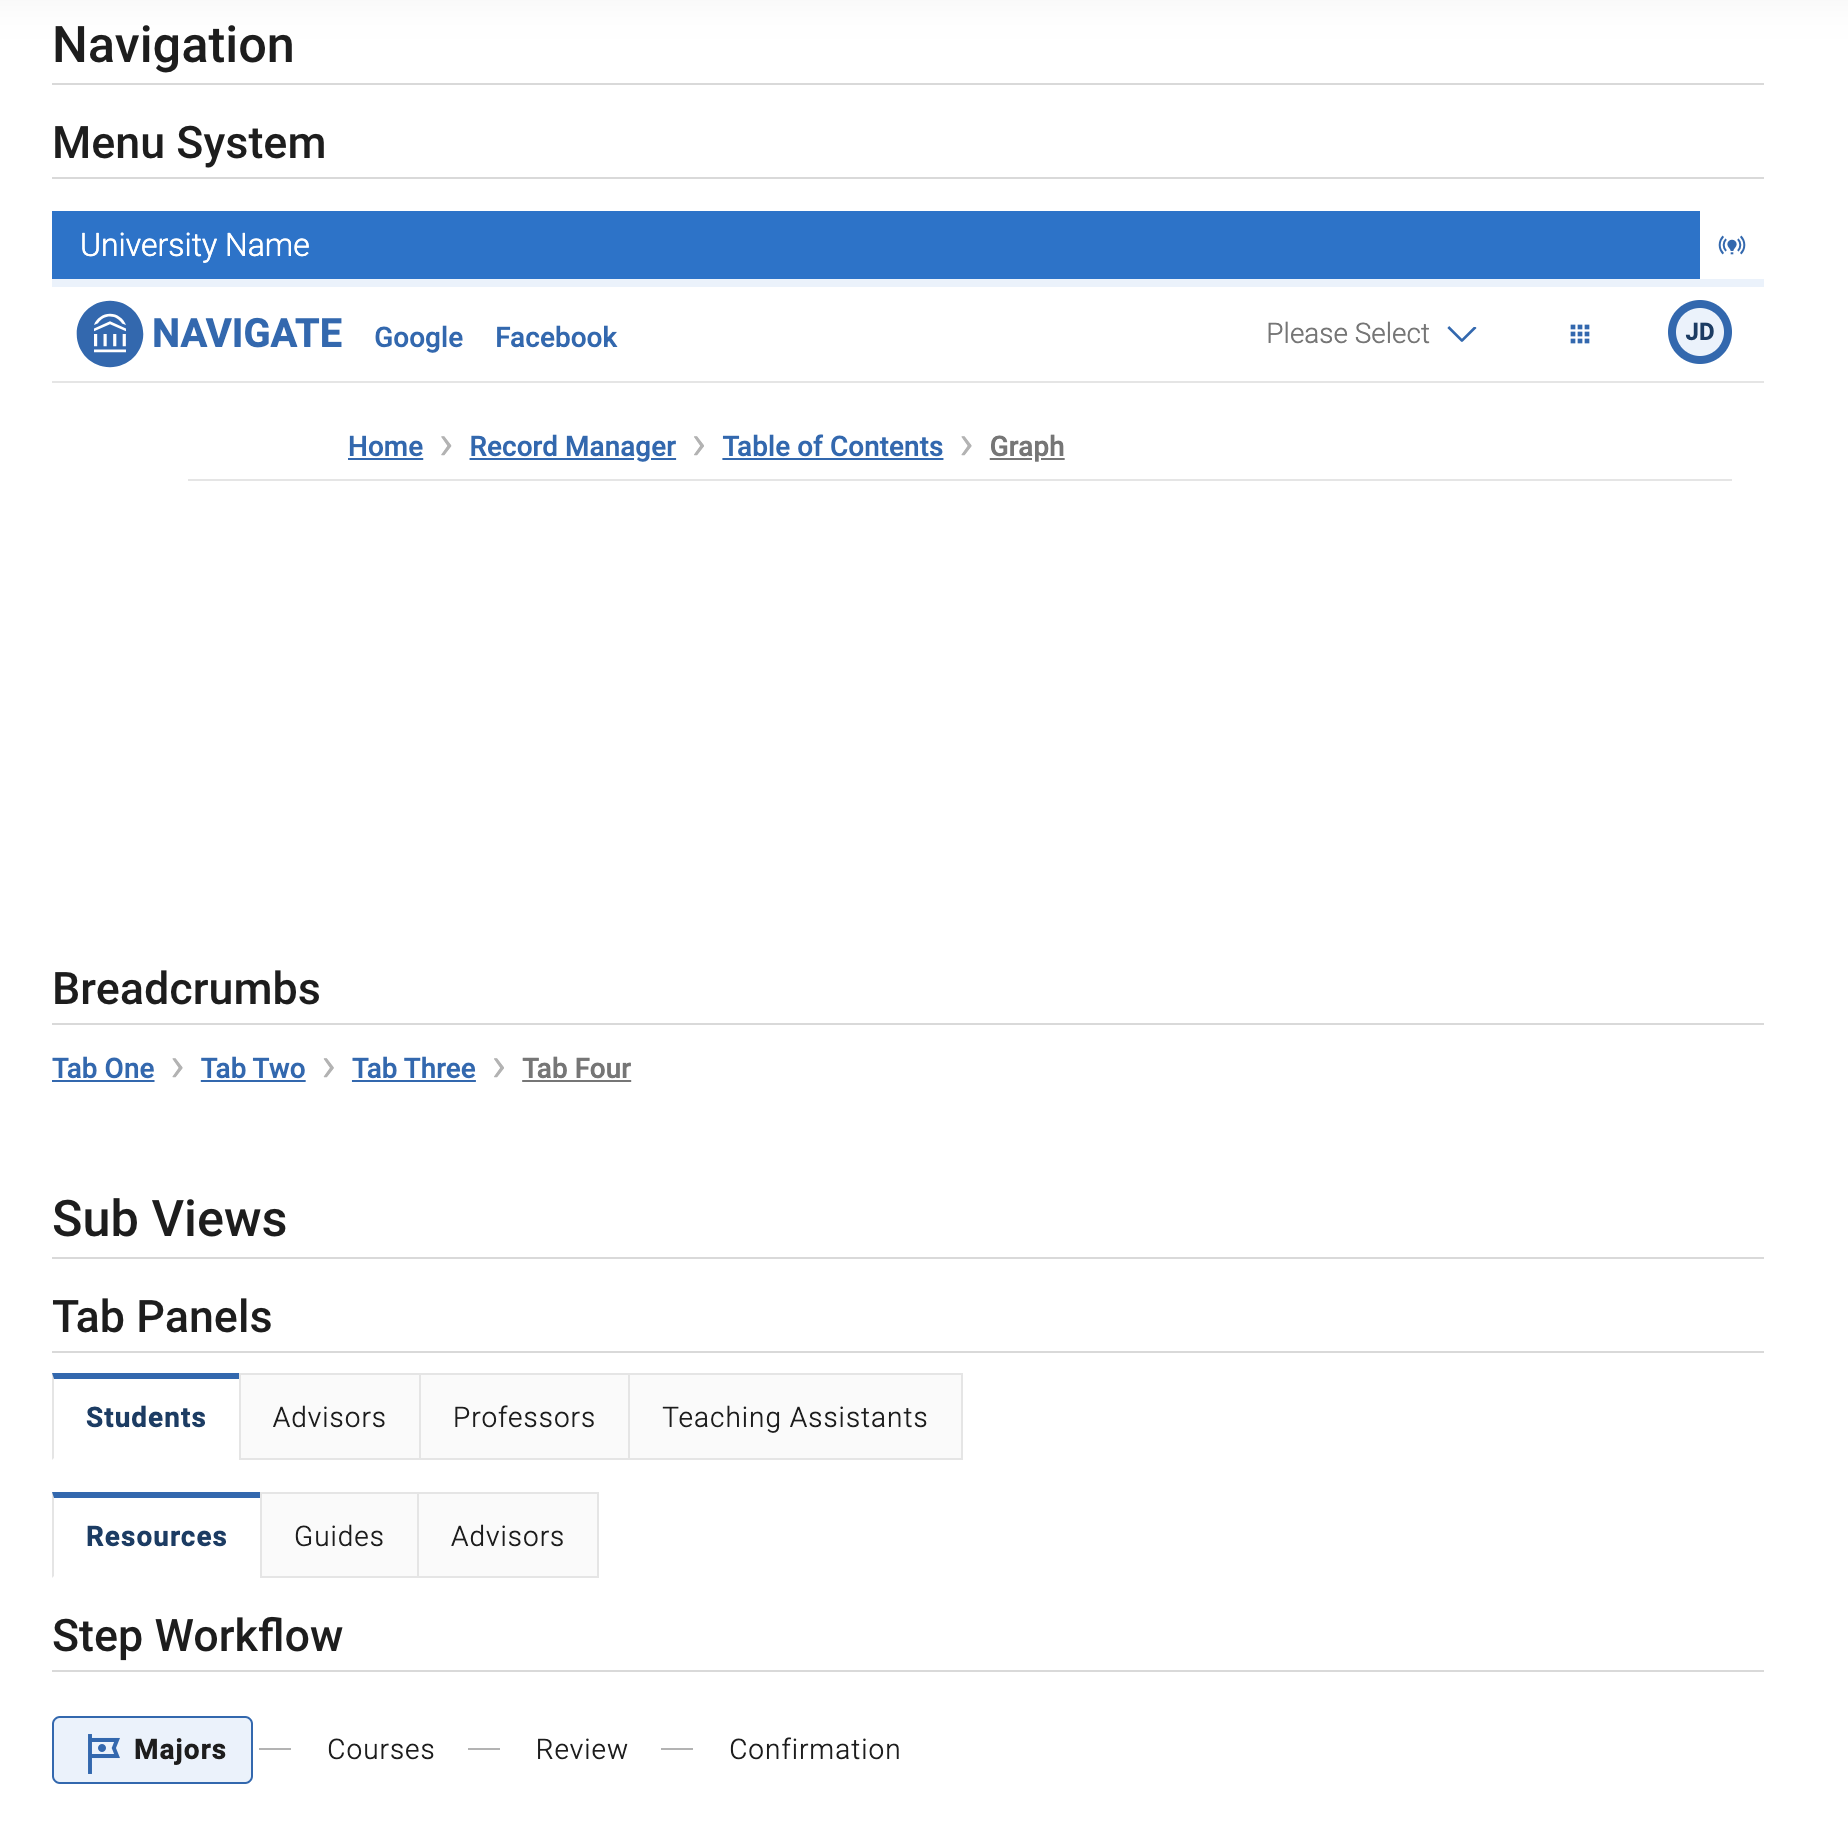 Navigation
Menu System
University Name
NAVIGATE Google Facebook Please Select JD
Home > Record Manager > Table of Contents > Graph
Breadcrumbs
Tab One > Tab Two > Tab Three > Tab Four
Sub Views
Tab Panels
Students Advisors Professors Teaching Assistants
Resources Guides Advisors
Step Workflow
Majors — Courses — Review — Confirmation